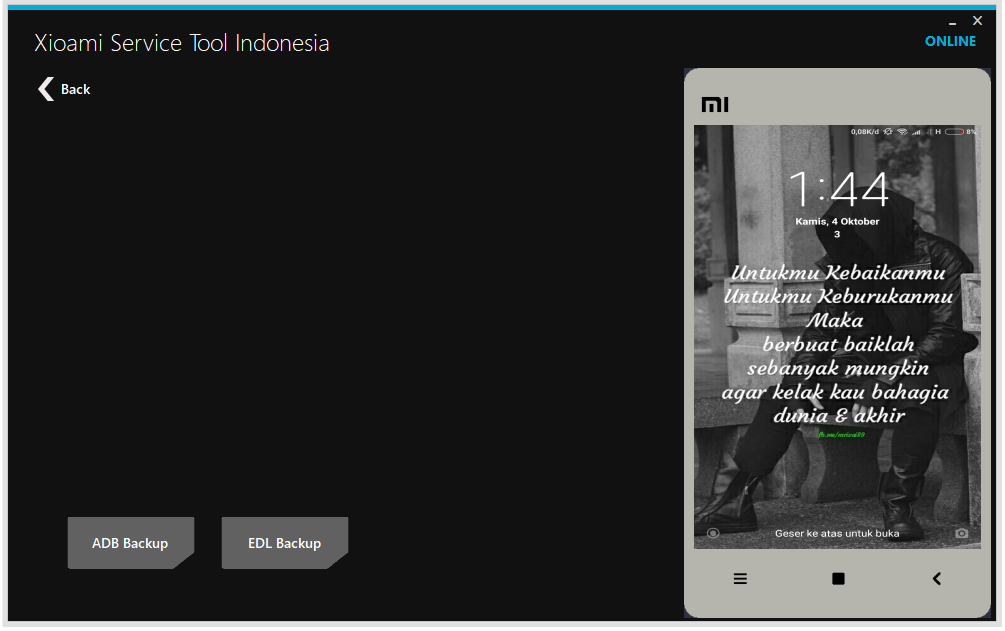 Xioami Service Tool Indonesia
ONLINE
Back
mi
0,08K/d H 8%
1:44
Kamis, 4 Oktober
3
Untukmu Kebaikanmu
Untukmu Keburukanmu
Maka
berbuat baiklah
sebanyak mungkin
agar kelak kau bahagia
dunia & akhir
Geser ke atas untuk buka
ADB Backup
EDL Backup